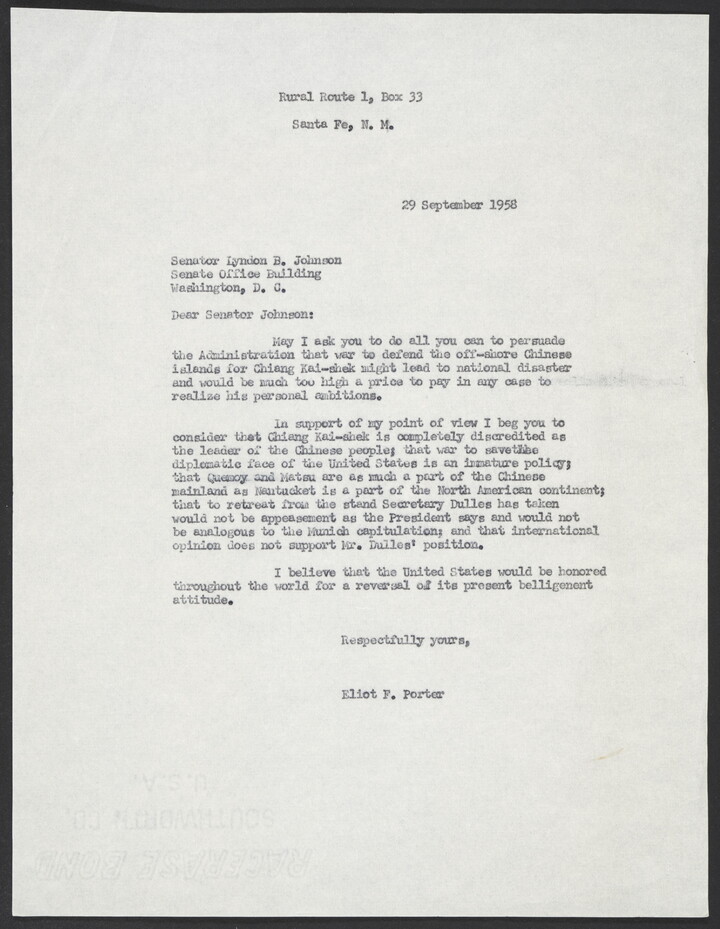 Rural Route 1, Box 33
Santa Fe, N. M.
29 September 1958
Senator Lyndon B. Johnson
Senate Office Building
Washington, D. C.
Dear Senator Johnson:
May I ask you to do all you can to persuade
the Administration that war to defend the off-shore Chinese
islands for Chiang Kai-shek might lead to national disaster
and would be much too high a price to pay in any case to
realize his personal ambitions.
In support of my point of view I beg you to
consider that Chiang Kai-shek is completely discredited as
the leader of the Chinese people; that war to savethhe
diplomatic face of the United States is an immature policy;
that Quemoy and Matsu are as much a part of the Chinese
mainland as Nantucket is a part of the North American continent;
that to retreat from the stand Secretary Dulles has taken
would not be appeasement as the President says and would not
be analogous to the Munich capitulation; and that international
opinion does not support Mr. Dulles' position.
I believe that the United States would be honored
throughout the world for a reversal of its present belligenent
attitude.
Respectfully yours,
Eliot F. Porter
U.S.A.
SOUTHWORTH CO.
RACERASE BOND